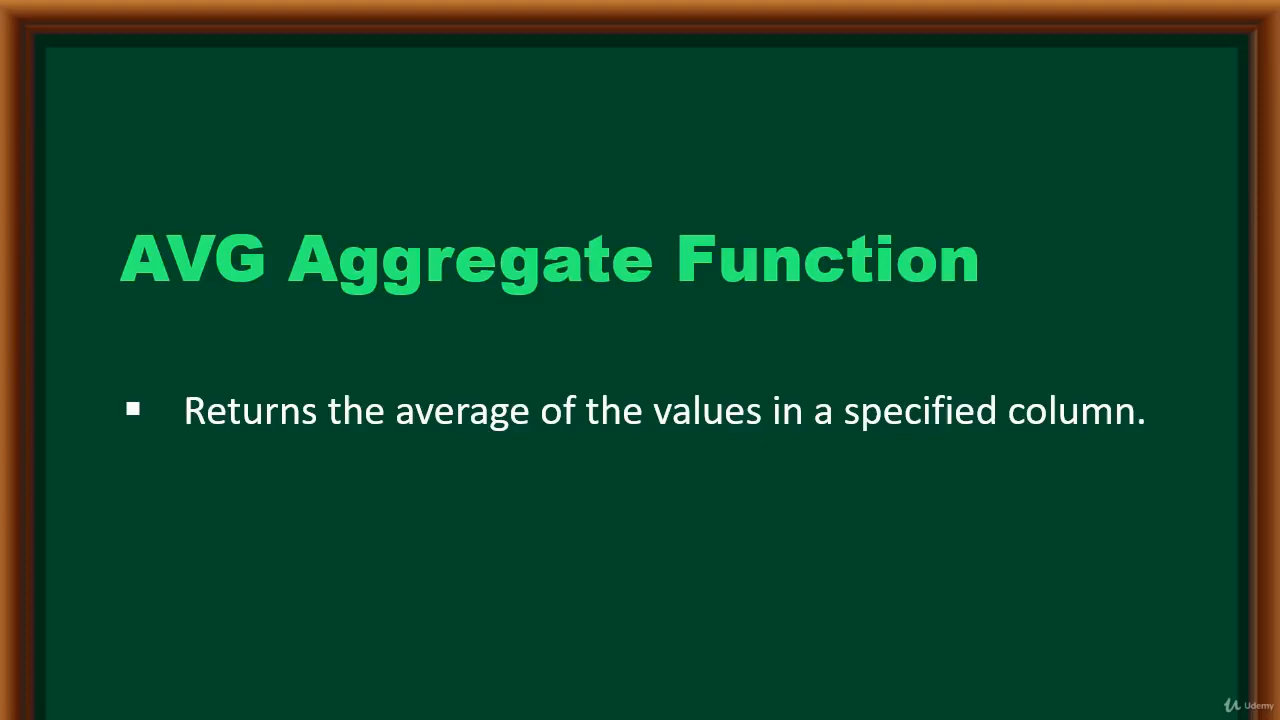 AVG Aggregate Function
▪ Returns the average of the values in a specified column.
Udemy